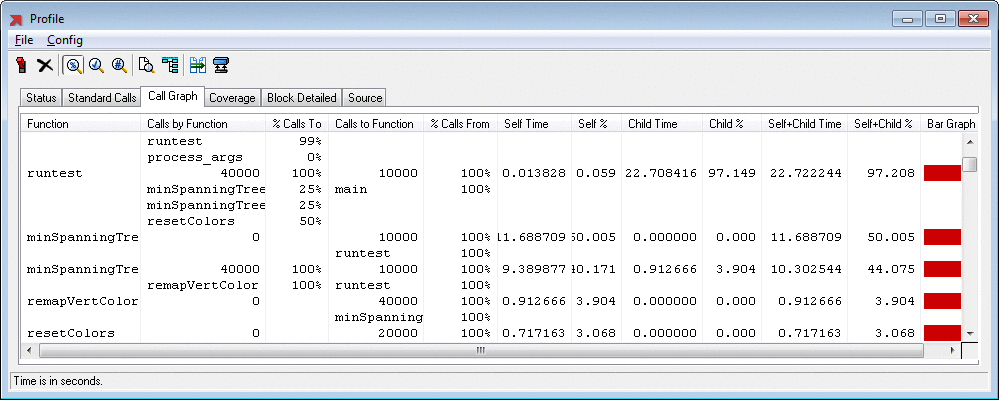 Profile
File Config
Status Standard Calls Call Graph Coverage Block Detailed Source
Function Calls by Function % Calls To Calls to Function % Calls From Self Time Self % Child Time Child % Self+Child Time Self+Child % Bar Graph
runtest 99%
process_args 0%
runtest 40000 100% 10000 100% 0.013828 0.059 22.708416 97.149 22.722244 97.208
minSpanningTree 25% main 100%
minSpanningTree 25%
resetColors 50%
minSpanningTre 0 10000 100% 11.688709 50.005 0.000000 0.000 11.688709 50.005
runtest 100%
minSpanningTre 40000 100% 10000 100% 9.389877 40.171 0.912666 3.904 10.302544 44.075
remapVertColor 100% runtest 100%
remapVertColor 0 40000 100% 0.912666 3.904 0.000000 0.000 0.912666 3.904
minSpanning 100%
resetColors 0 20000 100% 0.717163 3.068 0.000000 0.000 0.717163 3.068
Time is in seconds.